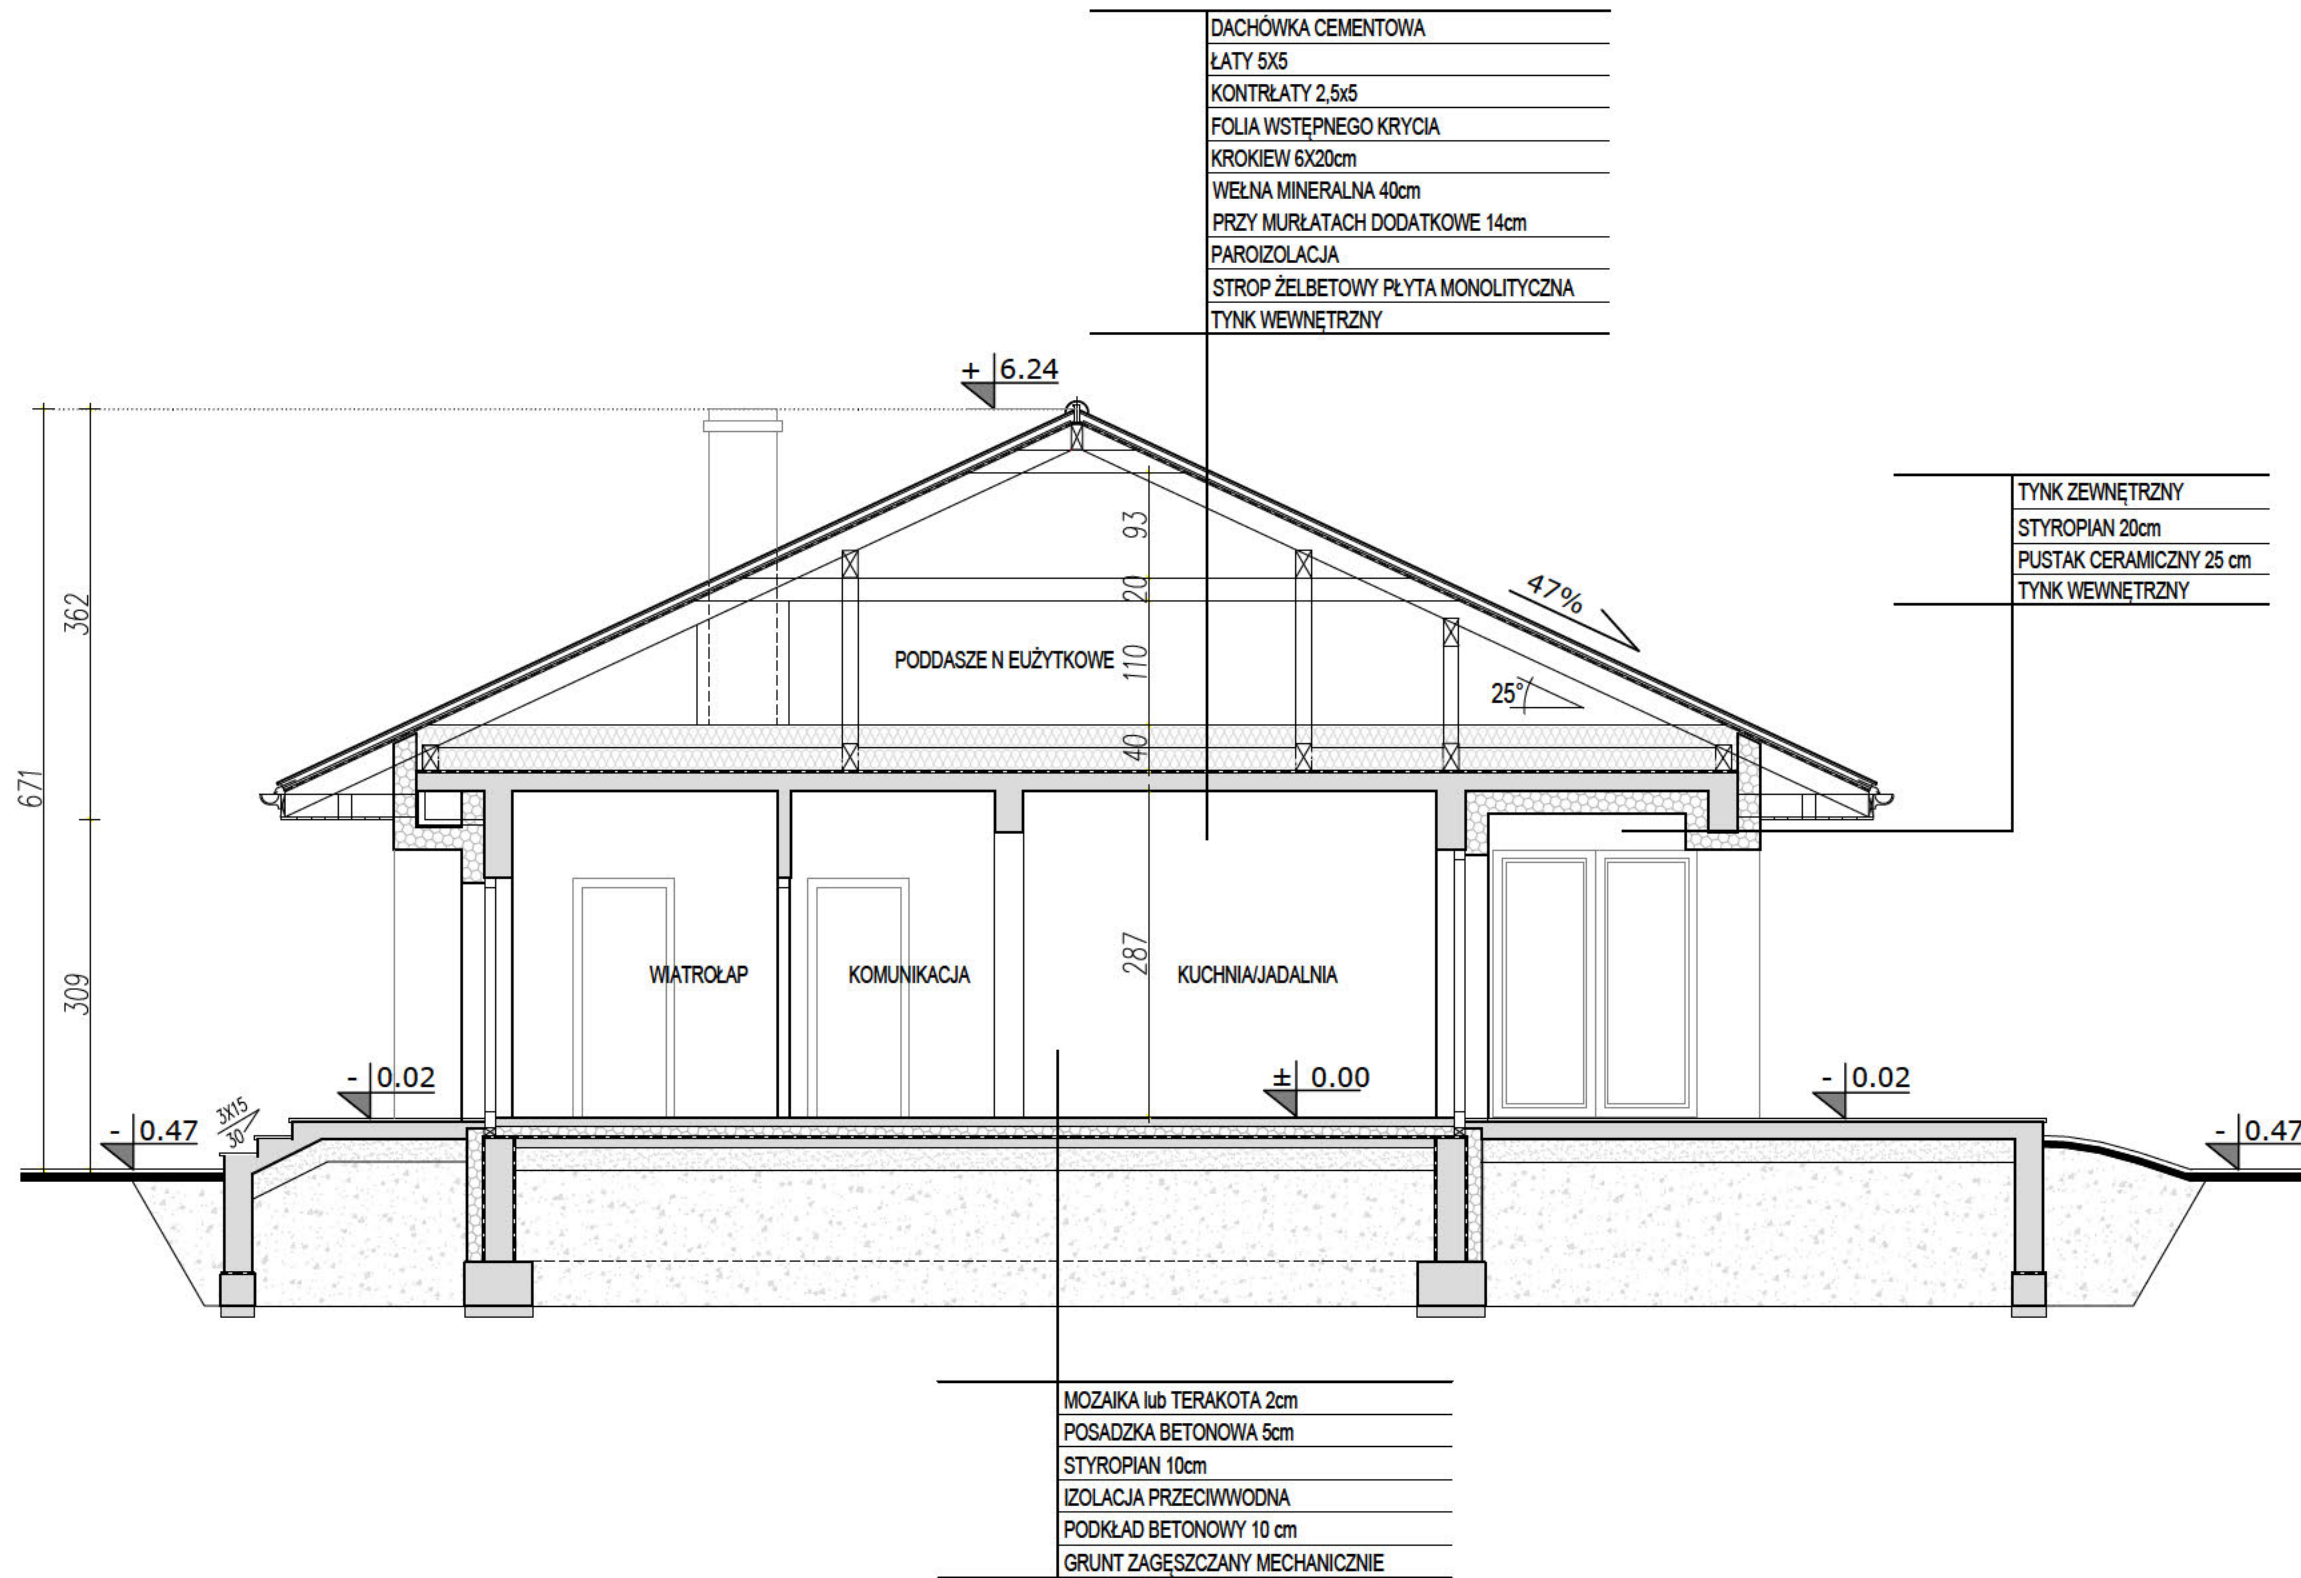 DACHÓWKA CEMENTOWA
ŁATY 5X5
KONTRŁATY 2,5x5
FOLIA WSTĘPNEGO KRYCIA
KROKIEW 6X20cm
WEŁNA MINERALNA 40cm
PRZY MURŁATACH DODATKOWE 14cm
PAROIZOLACJA
STROP ŻELBETOWY PŁYTA MONOLITYCZNA
TYNK WEWNĘTRZNY
+ 6.24
TYNK ZEWNĘTRZNY
STYROPIAN 20cm
PUSTAK CERAMICZNY 25 cm
TYNK WEWNĘTRZNY
93
20
110
40
287
362
671
309
47%
25°
PODDASZE N EUŻYTKOWE
WIATROŁAP
KOMUNIKACJA
KUCHNIA/JADALNIA
- 0.02
± 0.00
- 0.02
- 0.47
3X15
30
- 0.47
MOZAIKA lub TERAKOTA 2cm
POSADZKA BETONOWA 5cm
STYROPIAN 10cm
IZOLACJA PRZECIWWODNA
PODKŁAD BETONOWY 10 cm
GRUNT ZAGĘSZCZANY MECHANICZNIE